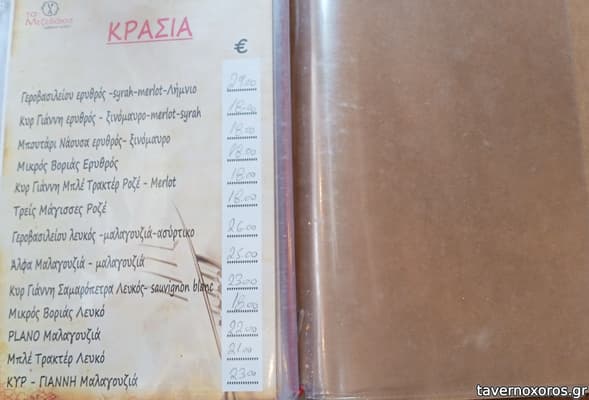 τα Μεζεδάκια
ΚΡΑΣΙΑ
€
Γεροβασιλείου ερυθρός -syrah-merlot-Λήμνιο 29.00
Κυρ Γιάννη ερυθρός - ξινόμαυρο-merlot-syrah 18.00
Μπουτάρι Νάουσα ερυθρός- ξινόμαυρο 18.00
Μικρός Βοριάς Ερυθρός 18.00
Κυρ Γιάννη Μπλέ Τρακτέρ Ροζέ - Merlot 18.00
Τρείς Μάγισσες Ροζέ 18.00
Γεροβασιλείου λευκός -μαλαγουζιά-ασύρτικο 26.00
Άλφα Μαλαγουζιά - μαλαγουζιά 25.00
Κυρ Γιάννη Σαμαρόπετρα Λευκός- sauvignon blanc 23.00
Μικρός Βοριάς Λευκό 18.00
PLANO Μαλαγουζιά 22.00
Μπλέ Τρακτέρ Λευκό 21.00
ΚΥΡ - ΓΙΑΝΝΗ Μαλαγουζιά 23.00
tavernoxoros.gr